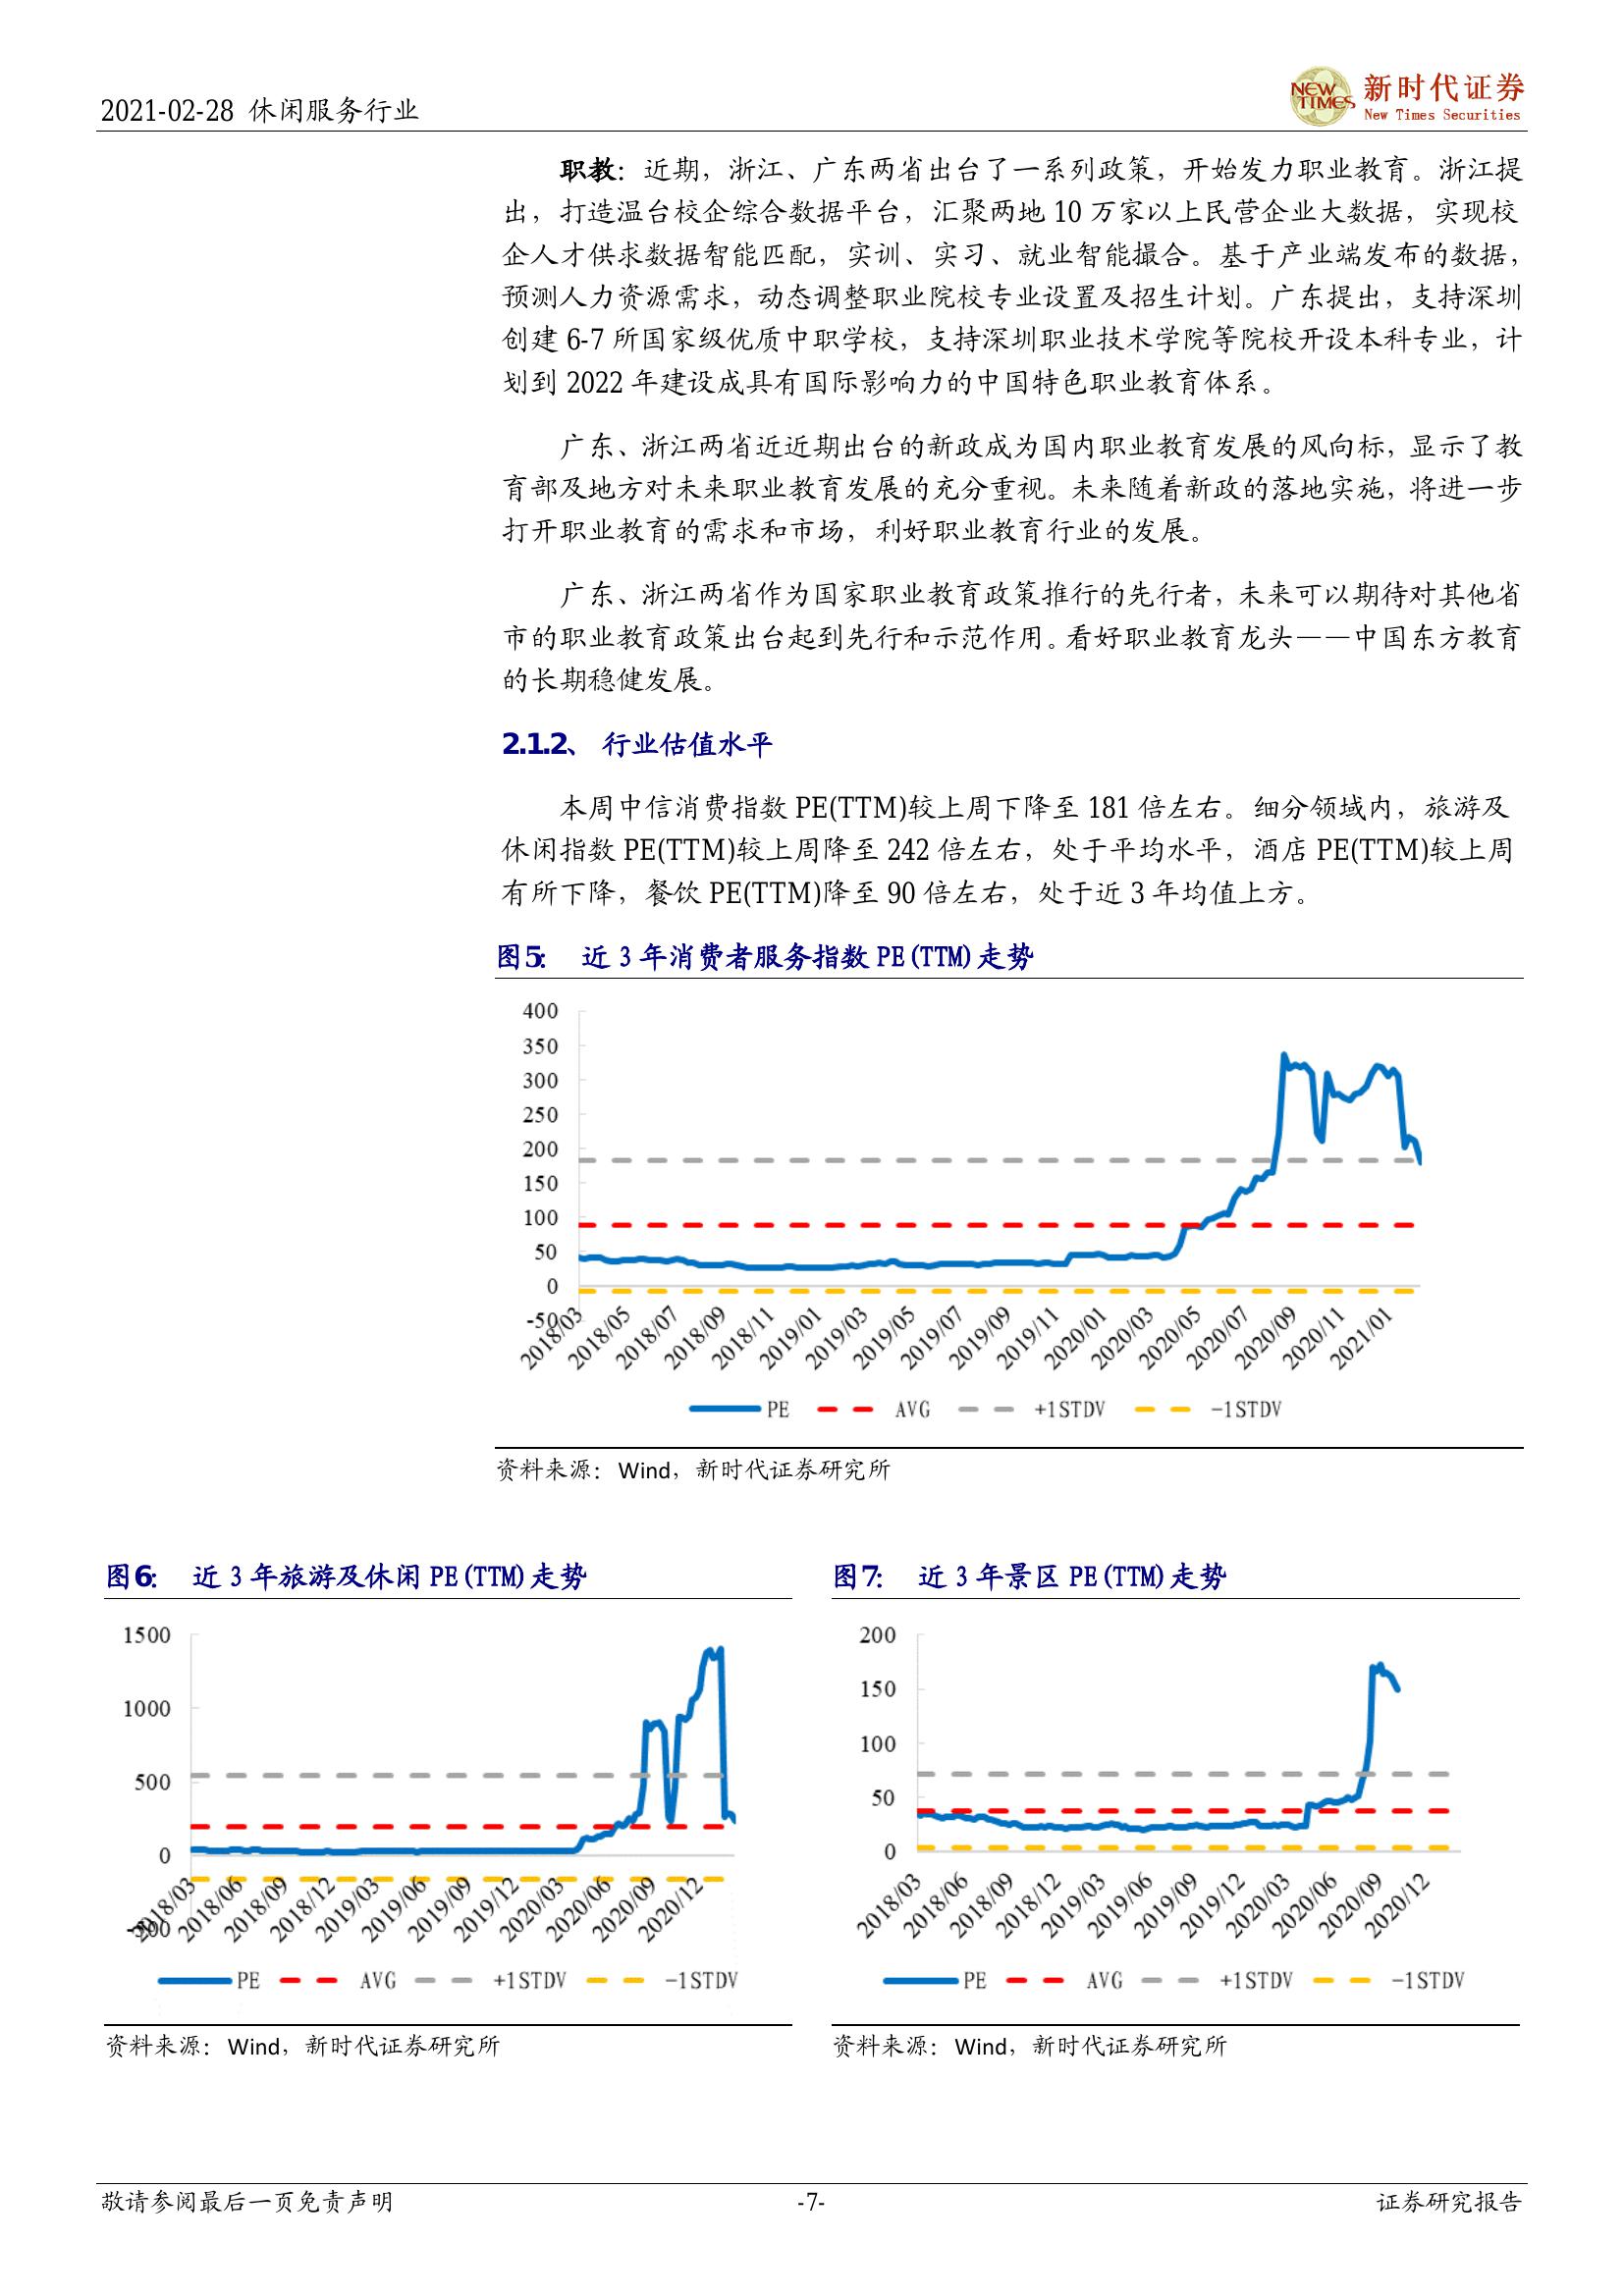 2021-02-28 休闲服务行业
NEW TIMES
新时代证券
New Times Securities
职教：近期，浙江、广东两省出台了一系列政策，开始发力职业教育。浙江提
出，打造温台校企综合数据平台，汇聚两地 10 万家以上民营企业大数据，实现校
企人才供求数据智能匹配，实训、实习、就业智能撮合。基于产业端发布的数据，
预测人力资源需求，动态调整职业院校专业设置及招生计划。广东提出，支持深圳
创建 6-7 所国家级优质中职学校，支持深圳职业技术学院等院校开设本科专业，计
划到 2022 年建设成具有国际影响力的中国特色职业教育体系。
广东、浙江两省近近期出台的新政成为国内职业教育发展的风向标，显示了教
育部及地方对未来职业教育发展的充分重视。未来随着新政的落地实施，将进一步
打开职业教育的需求和市场，利好职业教育行业的发展。
广东、浙江两省作为国家职业教育政策推行的先行者，未来可以期待对其他省
市的职业教育政策出台起到先行和示范作用。看好职业教育龙头——中国东方教育
的长期稳健发展。
2.1.2、 行业估值水平
本周中信消费指数 PE(TTM)较上周下降至 181 倍左右。细分领域内，旅游及
休闲指数 PE(TTM)较上周降至 242 倍左右，处于平均水平，酒店 PE(TTM)较上周
有所下降，餐饮 PE(TTM)降至 90 倍左右，处于近 3 年均值上方。
图5： 近 3 年消费者服务指数 PE(TTM)走势
400
350
300
250
200
150
100
50
0
-50
2018/03 2018/05 2018/07 2018/09 2018/11 2019/01 2019/03 2019/05 2019/07 2019/09 2019/11 2020/01 2020/03 2020/05 2020/07 2020/09 2020/11 2021/01
PE AVG +1STDV -1STDV
资料来源：Wind，新时代证券研究所
图6： 近 3 年旅游及休闲 PE(TTM)走势
1500
1000
500
0
-500
2018/03 2018/06 2018/09 2018/12 2019/03 2019/06 2019/09 2019/12 2020/03 2020/06 2020/09 2020/12
PE AVG +1STDV -1STDV
资料来源：Wind，新时代证券研究所
图7： 近 3 年景区 PE(TTM)走势
200
150
100
50
0
2018/03 2018/06 2018/09 2018/12 2019/03 2019/06 2019/09 2019/12 2020/03 2020/06 2020/09 2020/12
PE AVG +1STDV -1STDV
资料来源：Wind，新时代证券研究所
敬请参阅最后一页免责声明
-7-
证券研究报告